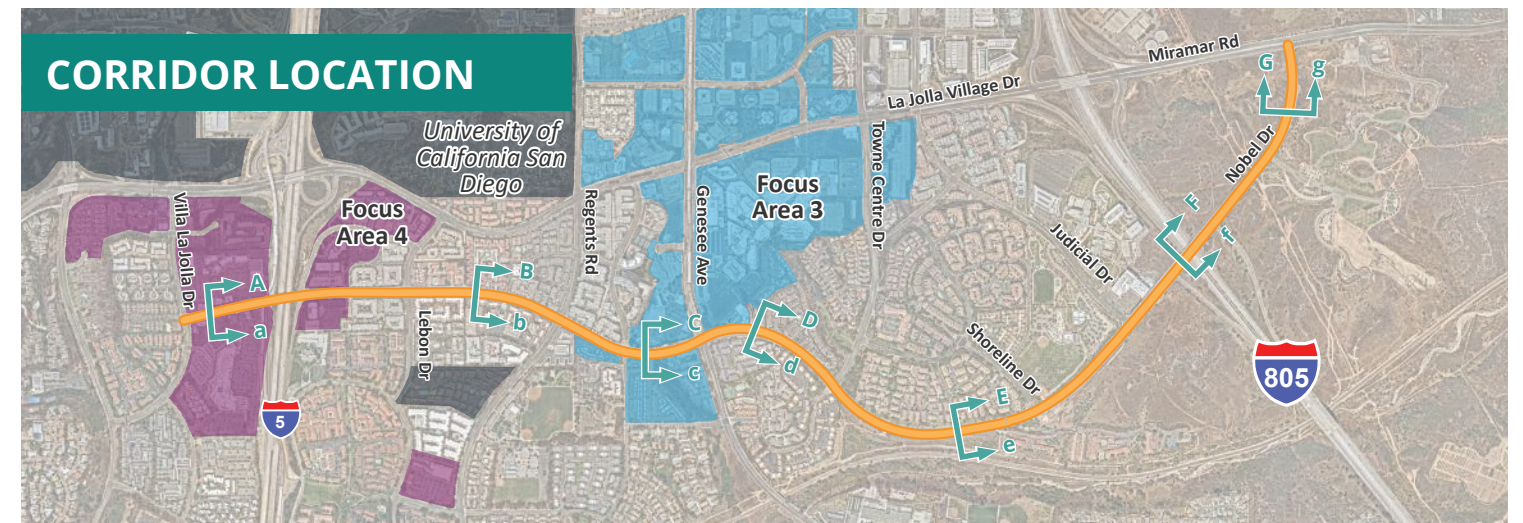 CORRIDOR LOCATION
University of
California San
Diego
Miramar Rd
La Jolla Village Dr
G
g
Towne Centre Dr
Nobel Dr
Focus
Area 3
Focus
Area 4
Villa La Jolla Dr
Regents Rd
Genesee Ave
F
f
Judicial Dr
A
a
B
b
Lebon Dr
C
c
D
d
Shoreline Dr
E
e
5
805